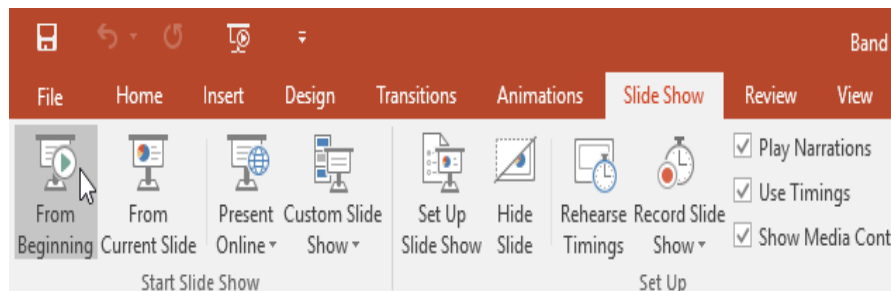 Band
File Home Insert Design Transitions Animations Slide Show Review View
From Beginning
From Current Slide
Present Online
Custom Slide Show
Set Up Slide Show
Hide Slide
Rehearse Timings
Record Slide Show
Play Narrations
Use Timings
Show Media Cont
Start Slide Show
Set Up